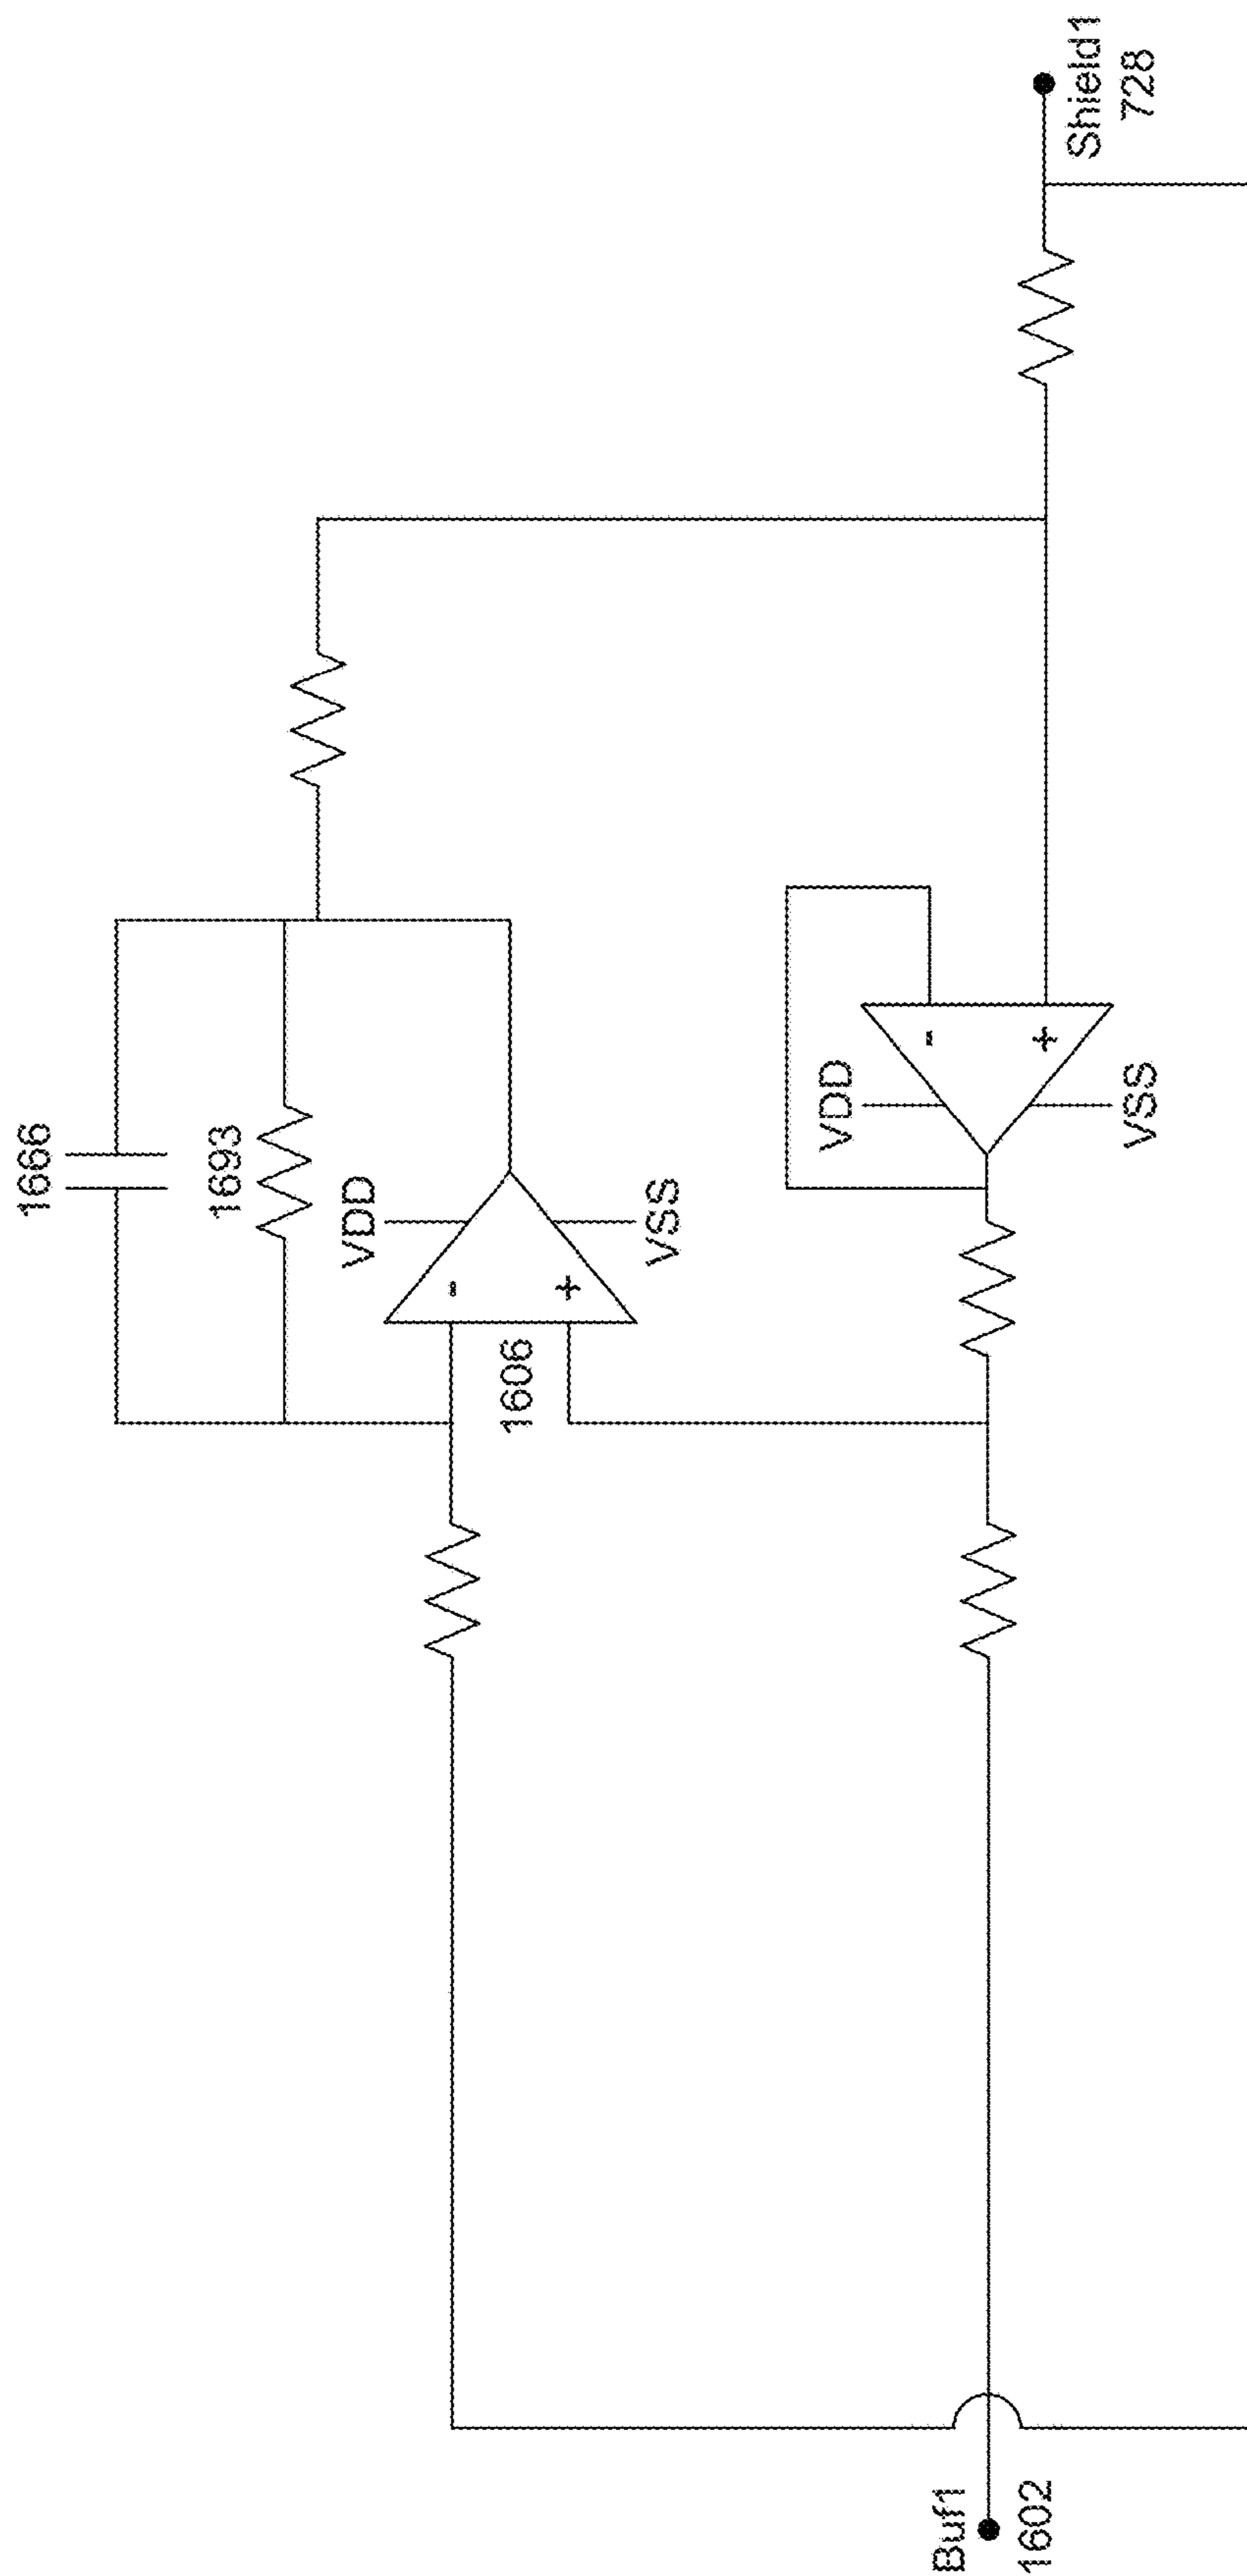 1666
1693
VDD
-
+
1606
VSS
VDD
-
+
VSS
Shield1
728
Buf1
1602